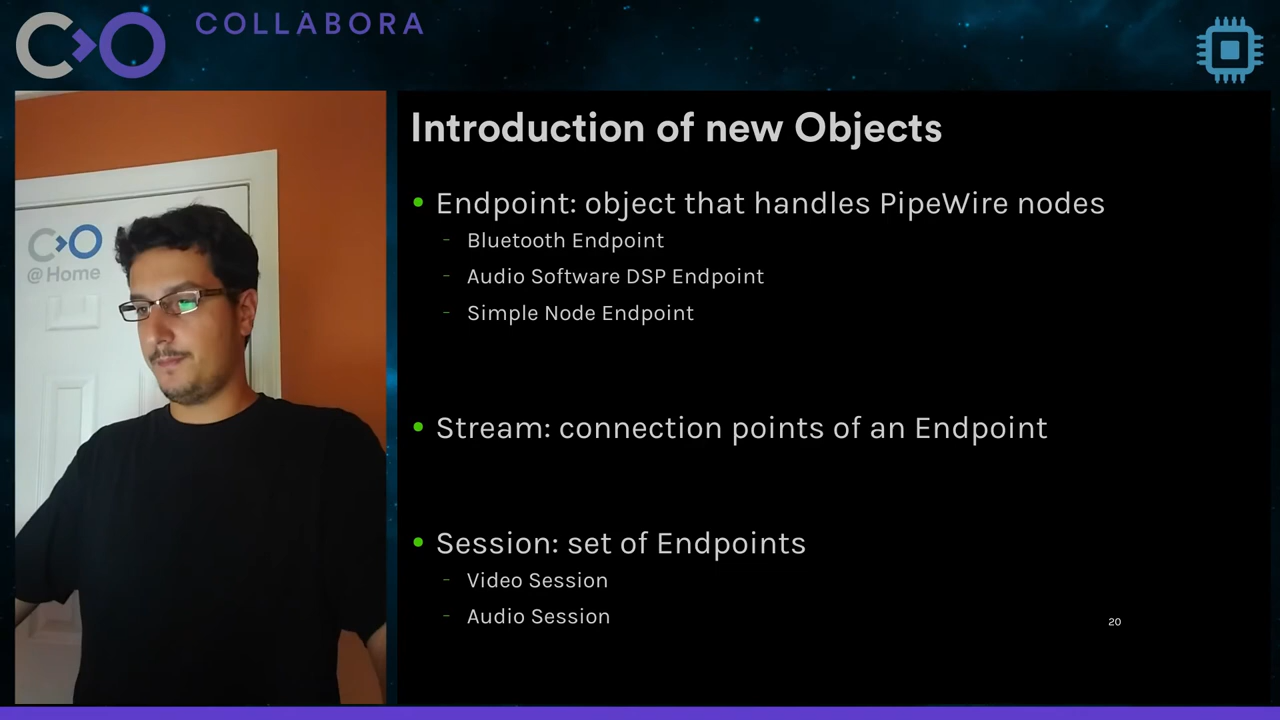 COLLABORA
@Home
Introduction of new Objects
Endpoint: object that handles PipeWire nodes
Bluetooth Endpoint
Audio Software DSP Endpoint
Simple Node Endpoint
Stream: connection points of an Endpoint
Session: set of Endpoints
Video Session
Audio Session
20